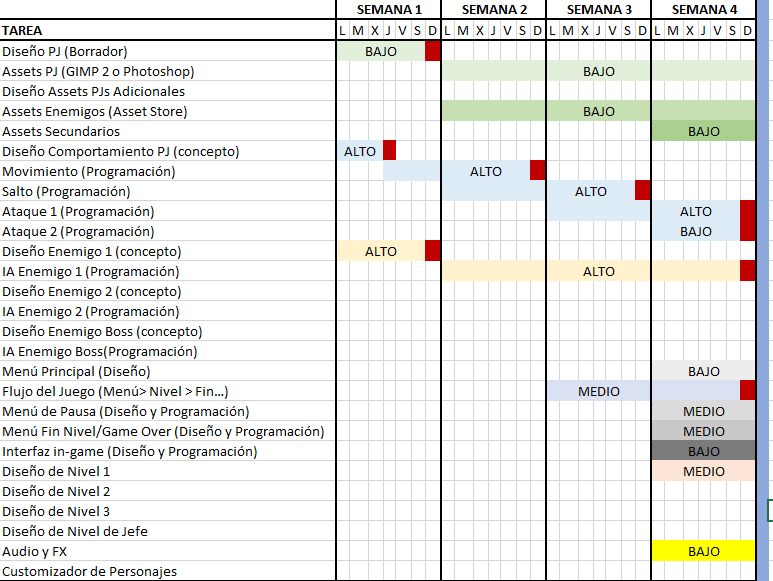 SEMANA 1 SEMANA 2 SEMANA 3 SEMANA 4
TAREA L M X J V S D L M X J V S D L M X J V S D L M X J V S D
Diseño PJ (Borrador) BAJO
Assets PJ (GIMP 2 o Photoshop) BAJO
Diseño Assets PJs Adicionales
Assets Enemigos (Asset Store) BAJO
Assets Secundarios BAJO
Diseño Comportamiento PJ (concepto) ALTO
Movimiento (Programación) ALTO
Salto (Programación) ALTO
Ataque 1 (Programación) ALTO
Ataque 2 (Programación) BAJO
Diseño Enemigo 1 (concepto) ALTO
IA Enemigo 1 (Programación) ALTO
Diseño Enemigo 2 (concepto)
IA Enemigo 2 (Programación)
Diseño Enemigo Boss (concepto)
IA Enemigo Boss(Programación)
Menú Principal (Diseño) BAJO
Flujo del Juego (Menú> Nivel > Fin...) MEDIO
Menú de Pausa (Diseño y Programación) MEDIO
Menú Fin Nivel/Game Over (Diseño y Programación) MEDIO
Interfaz in-game (Diseño y Programación) BAJO
Diseño de Nivel 1 MEDIO
Diseño de Nivel 2
Diseño de Nivel 3
Diseño de Nivel de Jefe
Audio y FX BAJO
Customizador de Personajes